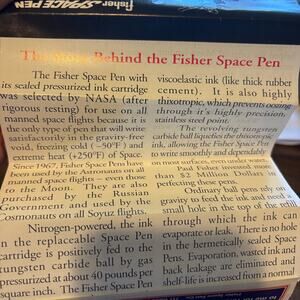 fisher SPACE PEN
The Story Behind the Fisher Space Pen
The Fisher Space Pen with
its sealed pressurized ink cartridge
was selected by NASA (after
rigorous testing) for use on all
manned space flights because it is
the only type of pen that will write
satisfactorily in the gravity-free
void, freezing cold (-50°F) and
extreme heat (+250°F) of Space.
Since 1967, Fisher Space Pens have
been used by the Astronauts on all
manned space flights — even those
to the Moon. They are also
purchased by the Russian
Government and used by the
Cosmonauts on all Soyuz flights.
Nitrogen-powered, the ink
in the replaceable Space Pen
cartridge is positively fed to the
tungsten carbide ball by gas
pressurized at about 40 pounds per
square inch. The Fisher Space Pen
viscoelastic ink (like thick rubber
cement). It is also highly
thixotropic, which prevents oozing
through it's highly precision,
stainless steel point.
The revolving tungsten
carbide ball liquefies the thixotropic
ink, allowing the Fisher Space Pen
to write smoothly and dependably
on most surfaces, even under water.
Paul Fisher invested more
than $2 Million Dollars in
perfecting these pens.
Ordinary ball pens rely on
gravity to feed the ink and need a
small hole in the top of the refill
through which the ink can
evaporate or leak. There is no hole
in the hermetically sealed Space
Pens. Evaporation, wasted ink and
back leakage are eliminated and
shelf-life is increased from a normal